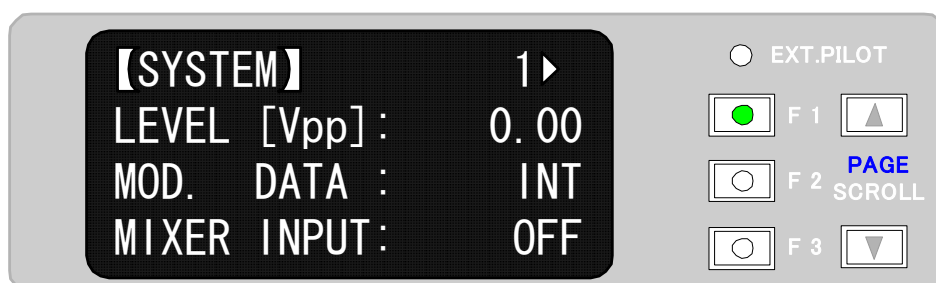 【SYSTEM】 1▶
LEVEL [Vpp]: 0.00
MOD. DATA : INT
MIXER INPUT: OFF
EXT.PILOT
F 1
F 2
PAGE
SCROLL
F 3